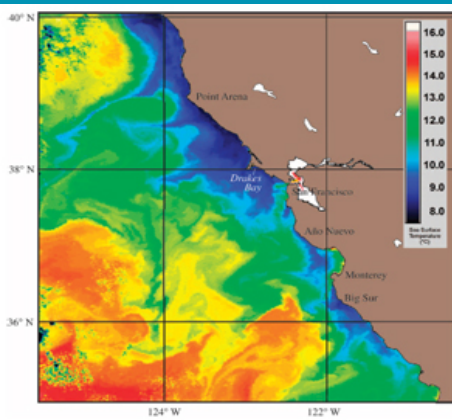 40° N
16.0
15.0
14.0
13.0
12.0
11.0
10.0
9.0
8.0
Sea Surface
Temperature
(°C)
Point Arena
38° N
Drakes
Bay
San Francisco
Año Nuevo
Monterey
Big Sur
36° N
124° W
122° W